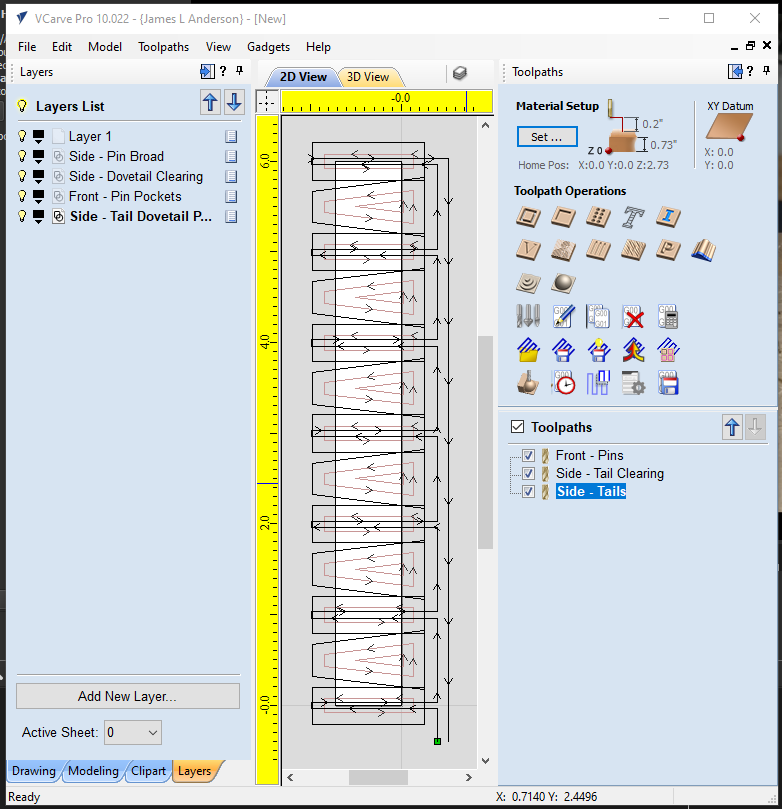 VCarve Pro 10.022 - {James L Anderson} - [New]
File Edit Model Toolpaths View Gadgets Help
Layers
Layers List
Layer 1
Side - Pin Broad
Side - Dovetail Clearing
Front - Pin Pockets
Side - Tail Dovetail P...
Add New Layer...
Active Sheet: 0
Drawing Modeling Clipart Layers
Ready
2D View 3D View
-0.0
6.0
4.0
2.0
-0.0
Toolpaths
Material Setup
XY Datum
Set ...
0.2"
0.73"
Z 0
X: 0.0
Y: 0.0
Home Pos: X:0.0 Y:0.0 Z:2.73
Toolpath Operations
Toolpaths
Front - Pins
Side - Tail Clearing
Side - Tails
X: 0.7140 Y: 2.4496